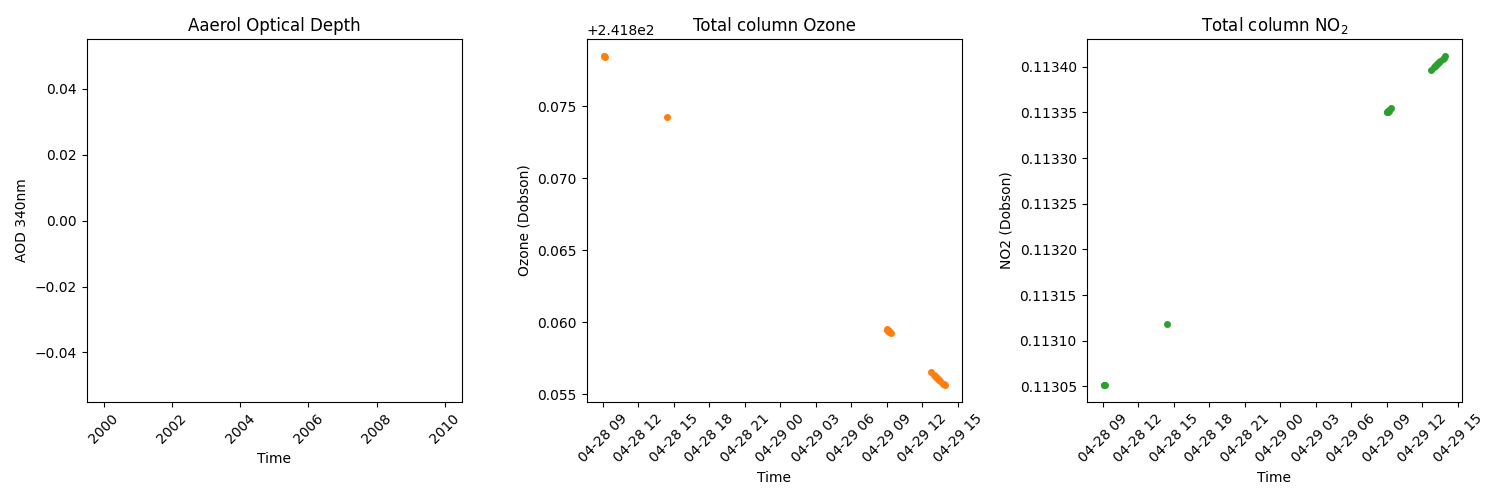 Aaerol Optical Depth
AOD 340nm
0.04
0.02
0.00
−0.02
−0.04
2000 2002 2004 2006 2008 2010
Time
Total column Ozone
+2.418e2
Ozone (Dobson)
0.075
0.070
0.065
0.060
0.055
04-28 09 04-28 12 04-28 15 04-28 18 04-28 21 04-29 00 04-29 03 04-29 06 04-29 09 04-29 12 04-29 15
Time
Total column NO₂
NO2 (Dobson)
0.11340
0.11335
0.11330
0.11325
0.11320
0.11315
0.11310
0.11305
04-28 09 04-28 12 04-28 15 04-28 18 04-28 21 04-29 00 04-29 03 04-29 06 04-29 09 04-29 12 04-29 15
Time